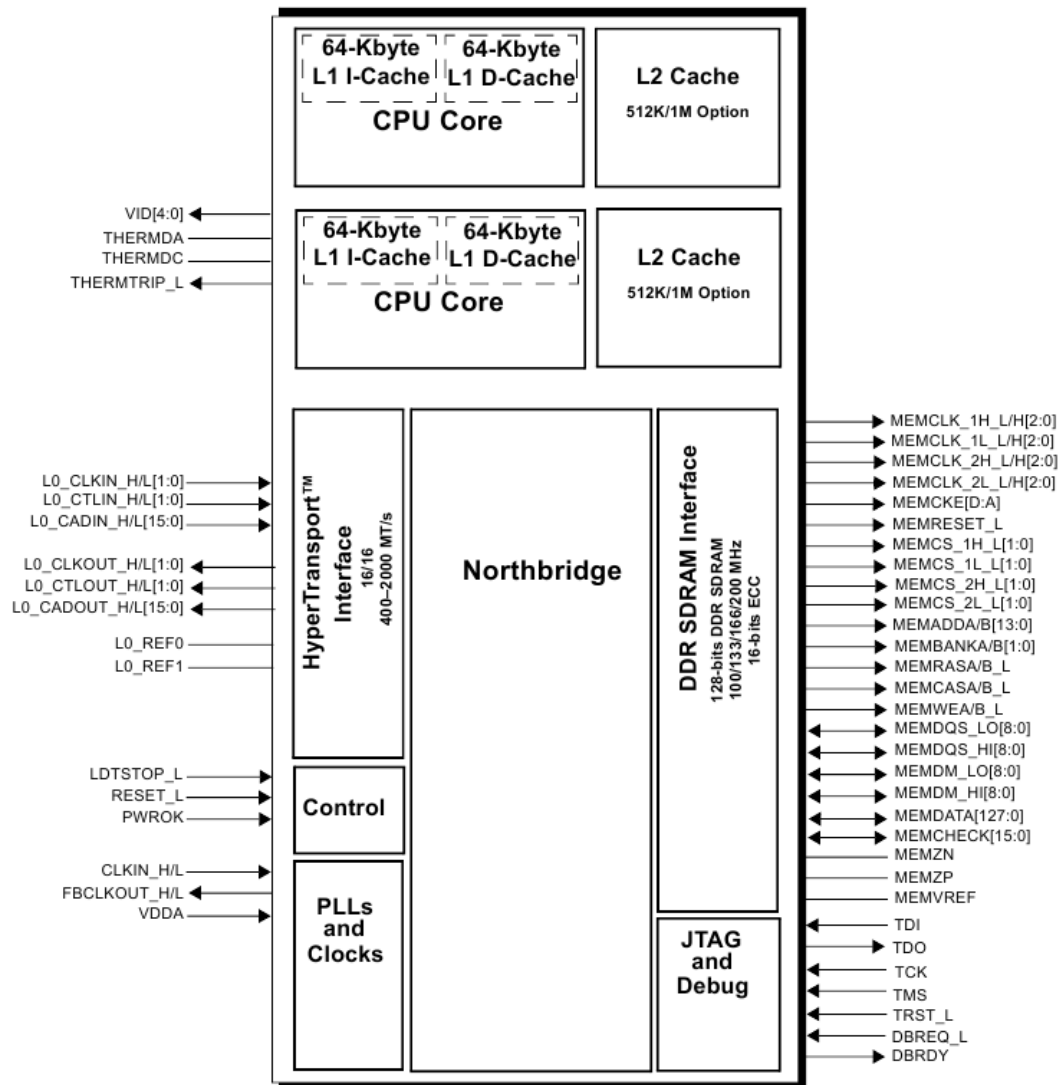 64-Kbyte
L1 I-Cache
64-Kbyte
L1 D-Cache
CPU Core
L2 Cache
512K/1M Option
64-Kbyte
L1 I-Cache
64-Kbyte
L1 D-Cache
CPU Core
L2 Cache
512K/1M Option
VID[4:0]
THERMDA
THERMDC
THERMTRIP_L
L0_CLKIN_H/L[1:0]
L0_CTLIN_H/L[1:0]
L0_CADIN_H/L[15:0]
L0_CLKOUT_H/L[1:0]
L0_CTLOUT_H/L[1:0]
L0_CADOUT_H/L[15:0]
L0_REF0
L0_REF1
LDTSTOP_L
RESET_L
PWROK
CLKIN_H/L
FBCLKOUT_H/L
VDDA
HyperTransport™
Interface
16/16
400–2000 MT/s
Control
PLLs
and
Clocks
Northbridge
DDR SDRAM Interface
128-bits DDR SDRAM
100/133/166/200 MHz
16-bits ECC
JTAG
and
Debug
MEMCLK_1H_L/H[2:0]
MEMCLK_1L_L/H[2:0]
MEMCLK_2H_L/H[2:0]
MEMCLK_2L_L/H[2:0]
MEMCKE[D:A]
MEMRESET_L
MEMCS_1H_L[1:0]
MEMCS_1L_L[1:0]
MEMCS_2H_L[1:0]
MEMCS_2L_L[1:0]
MEMADDA/B[13:0]
MEMBANKA/B[1:0]
MEMRASA/B_L
MEMCASA/B_L
MEMWEA/B_L
MEMDQS_LO[8:0]
MEMDQS_HI[8:0]
MEMDM_LO[8:0]
MEMDM_HI[8:0]
MEMDATA[127:0]
MEMCHECK[15:0]
MEMZN
MEMZP
MEMVREF
TDI
TDO
TCK
TMS
TRST_L
DBREQ_L
DBRDY